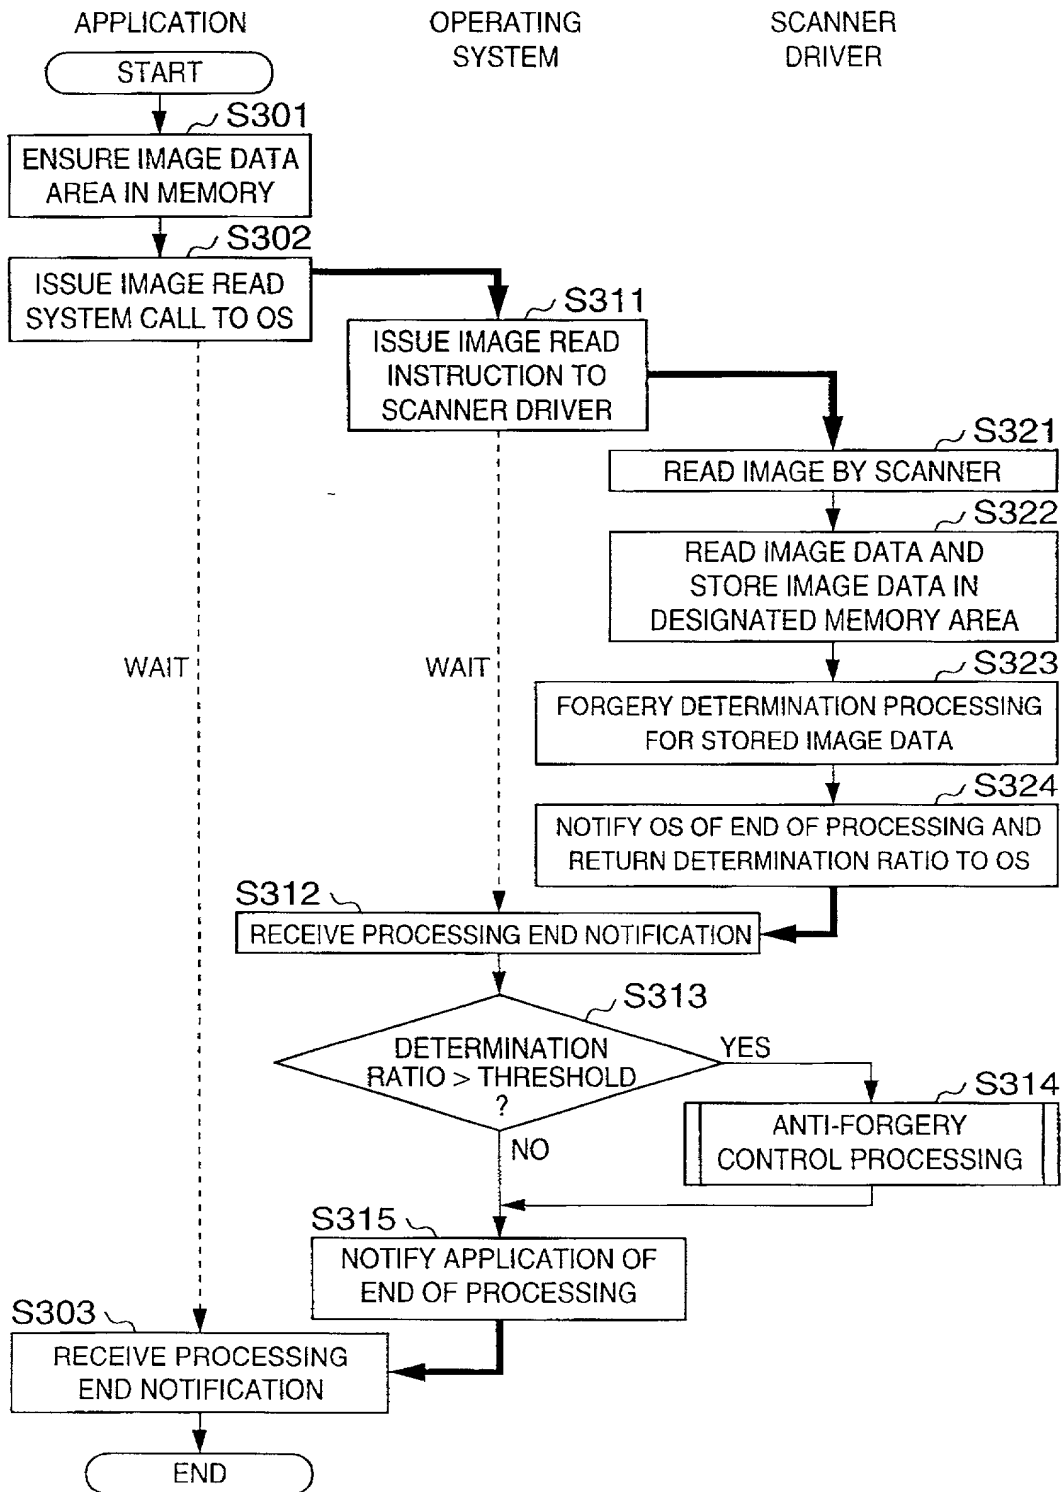 APPLICATION
OPERATING
SYSTEM
SCANNER
DRIVER
START
S301
ENSURE IMAGE DATA
AREA IN MEMORY
S302
ISSUE IMAGE READ
SYSTEM CALL TO OS
S311
ISSUE IMAGE READ
INSTRUCTION TO
SCANNER DRIVER
S321
READ IMAGE BY SCANNER
S322
READ IMAGE DATA AND
STORE IMAGE DATA IN
DESIGNATED MEMORY AREA
WAIT
WAIT
S323
FORGERY DETERMINATION PROCESSING
FOR STORED IMAGE DATA
S324
NOTIFY OS OF END OF PROCESSING AND
RETURN DETERMINATION RATIO TO OS
S312
RECEIVE PROCESSING END NOTIFICATION
S313
DETERMINATION
RATIO > THRESHOLD
?
YES
NO
S314
ANTI-FORGERY
CONTROL PROCESSING
S315
NOTIFY APPLICATION OF
END OF PROCESSING
S303
RECEIVE PROCESSING
END NOTIFICATION
END